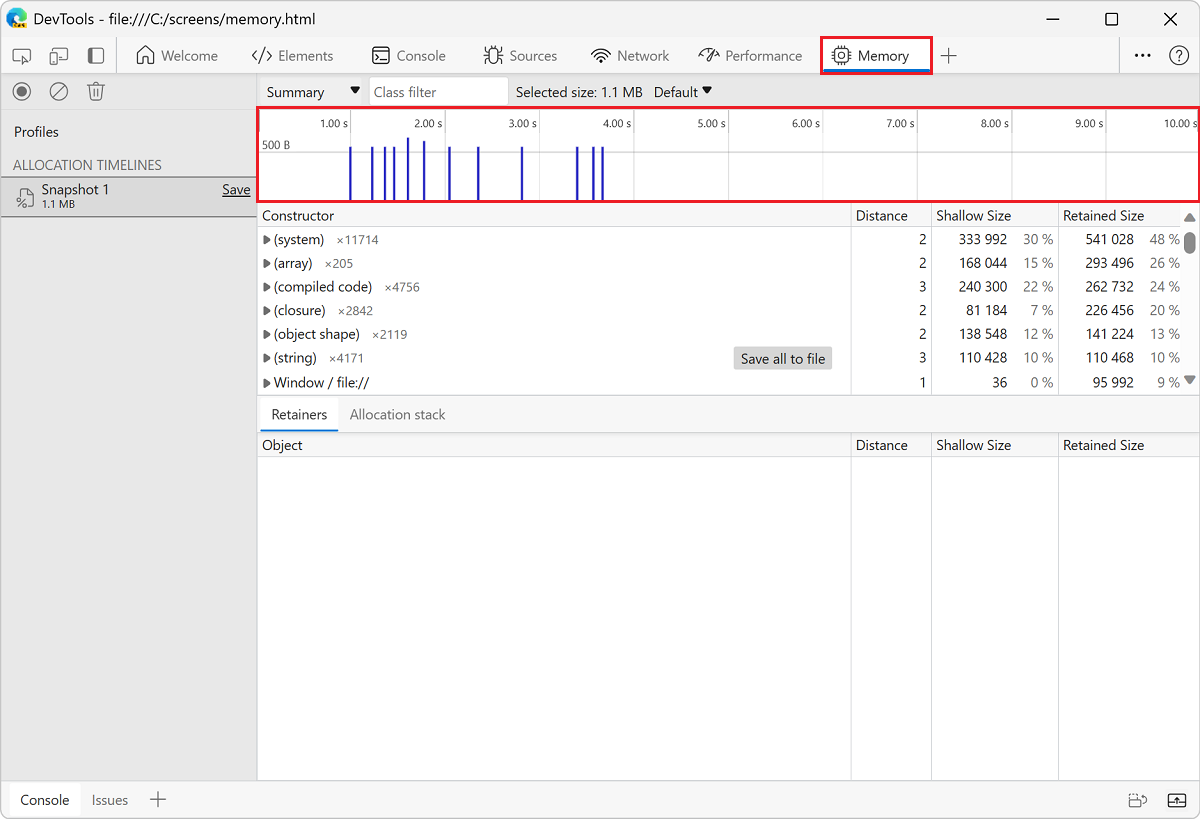 DevTools - file:///C:/screens/memory.html
Welcome Elements Console Sources Network Performance Memory
Summary Class filter Selected size: 1.1 MB Default
Profiles
ALLOCATION TIMELINES
Snapshot 1 Save
1.1 MB
1.00 s 2.00 s 3.00 s 4.00 s 5.00 s 6.00 s 7.00 s 8.00 s 9.00 s 10.00 s
500 B
Constructor Distance Shallow Size Retained Size
(system) ×11714 2 333 992 30 % 541 028 48 %
(array) ×205 2 168 044 15 % 293 496 26 %
(compiled code) ×4756 3 240 300 22 % 262 732 24 %
(closure) ×2842 2 81 184 7 % 226 456 20 %
(object shape) ×2119 2 138 548 12 % 141 224 13 %
(string) ×4171 Save all to file 3 110 428 10 % 110 468 10 %
Window / file:// 1 36 0 % 95 992 9 %
Retainers Allocation stack
Object Distance Shallow Size Retained Size
Console Issues